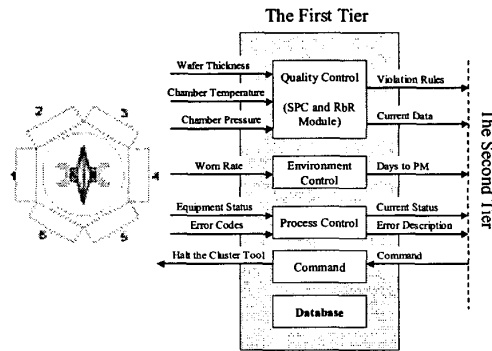 The First Tier
Wafer Thickness
Chamber Temperature
Chamber Pressure
Quality Control
(SPC and RbR
Module)
Violation Rules
Current Data
2
3
1
4
6
5
Worn Rate
Environment
Control
Days to PM
Equipment Status
Error Codes
Process Control
Current Status
Error Description
Halt the Cluster Tool
Command
Command
Database
The Second Tier